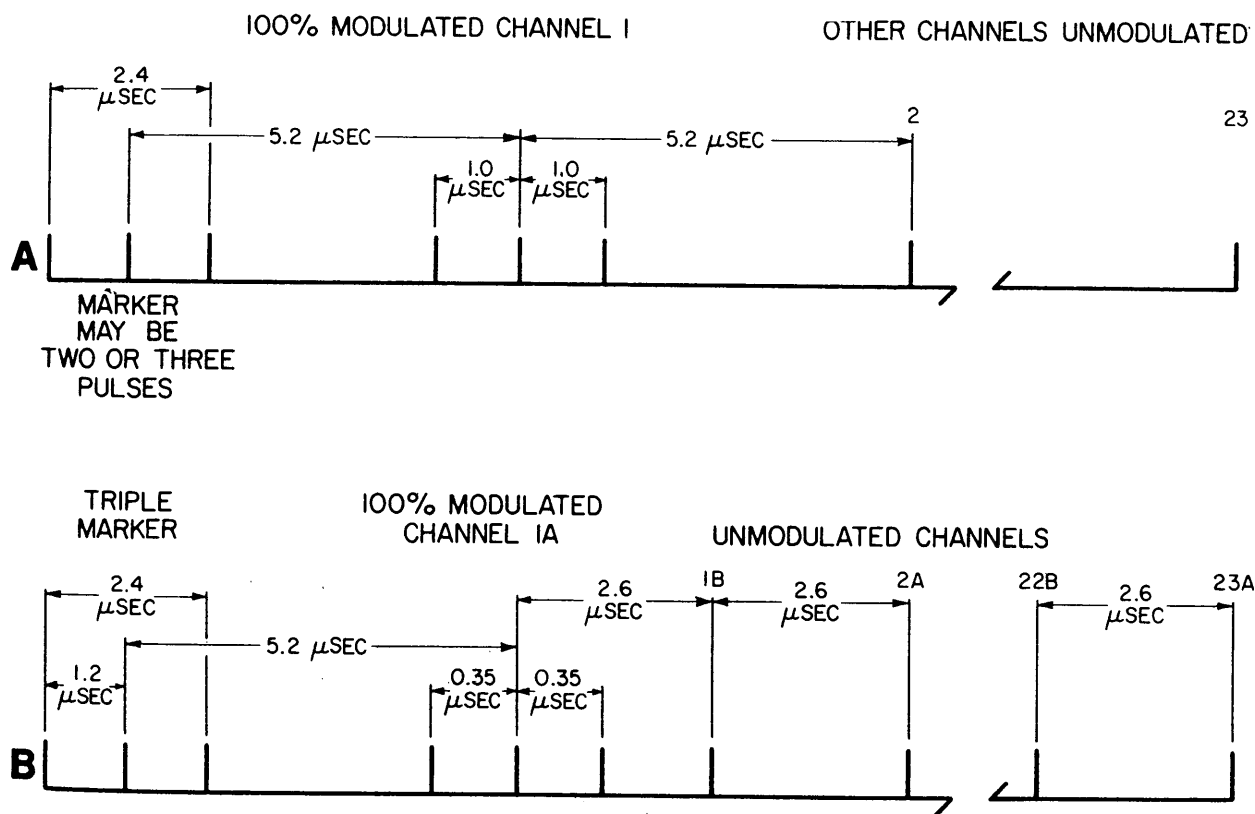 100% MODULATED CHANNEL 1
OTHER CHANNELS UNMODULATED
2.4
μSEC
5.2 μSEC
5.2 μSEC
2
23
1.0
μSEC
1.0
μSEC
A
MARKER
MAY BE
TWO OR THREE
PULSES
TRIPLE
MARKER
100% MODULATED
CHANNEL 1A
UNMODULATED CHANNELS
2.4
μSEC
2.6
μSEC
1B
2.6
μSEC
2A
22B
2.6
μSEC
23A
5.2 μSEC
1.2
μSEC
0.35
μSEC
0.35
μSEC
B